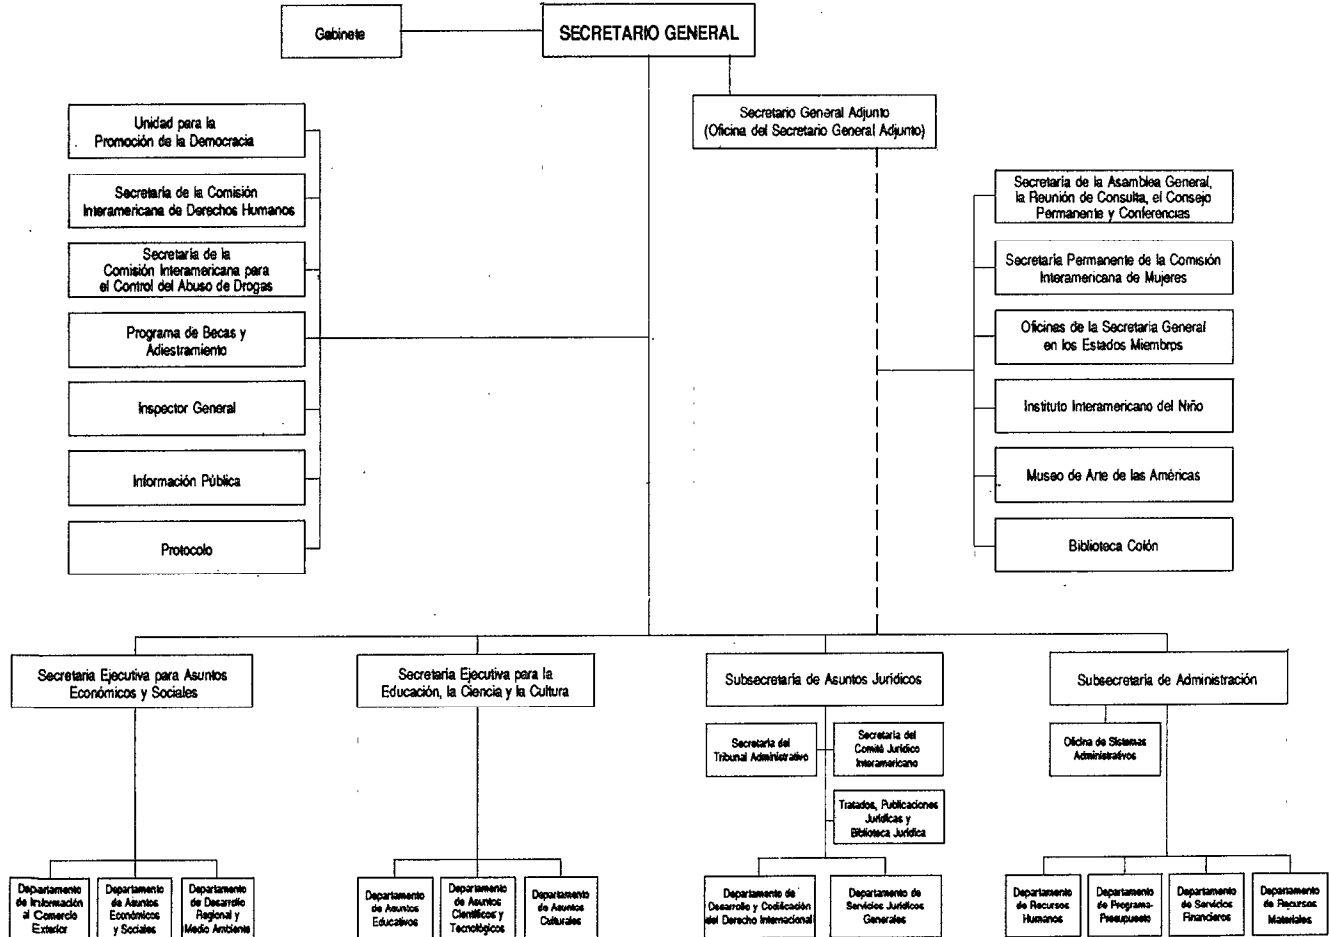 Gabinete
SECRETARIO GENERAL
Secretario General Adjunto
(Oficina del Secretario General Adjunto)
Unidad para la
Promoción de la Democracia
Secretaría de la Comisión
Interamericana de Derechos Humanos
Secretaría de la
Comisión Interamericana para
el Control del Abuso de Drogas
Programa de Becas y
Adiestramiento
Inspector General
Información Pública
Protocolo
Secretaría de la Asamblea General,
la Reunión de Consulta, el Consejo
Permanente y Conferencias
Secretaría Permanente de la Comisión
Interamericana de Mujeres
Oficinas de la Secretaría General
en los Estados Miembros
Instituto Interamericano del Niño
Museo de Arte de las Américas
Biblioteca Colón
Secretaría Ejecutiva para Asuntos
Económicos y Sociales
Secretaría Ejecutiva para la
Educación, la Ciencia y la Cultura
Subsecretaría de Asuntos Jurídicos
Subsecretaría de Administración
Secretaría del
Tribunal Administrativo
Secretaría del
Comité Jurídico
Interamericano
Tratados, Publicaciones
Jurídicas y
Biblioteca Jurídica
Oficina de Sistemas
Administrativos
Departamento
de Información
al Comercio
Exterior
Departamento
de Asuntos
Económicos
y Sociales
Departamento
de Desarrollo
Regional y
Medio Ambiente
Departamento
de Asuntos
Educativos
Departamento
de Asuntos
Científicos y
Tecnológicos
Departamento
de Asuntos
Culturales
Departamento de
Desarrollo y Codificación
del Derecho Internacional
Departamento de
Servicios Jurídicos
Generales
Departamento
de Recursos
Humanos
Departamento
de Programa-
Presupuesto
Departamento
de Servicios
Financieros
Departamento
de Recursos
Materiales